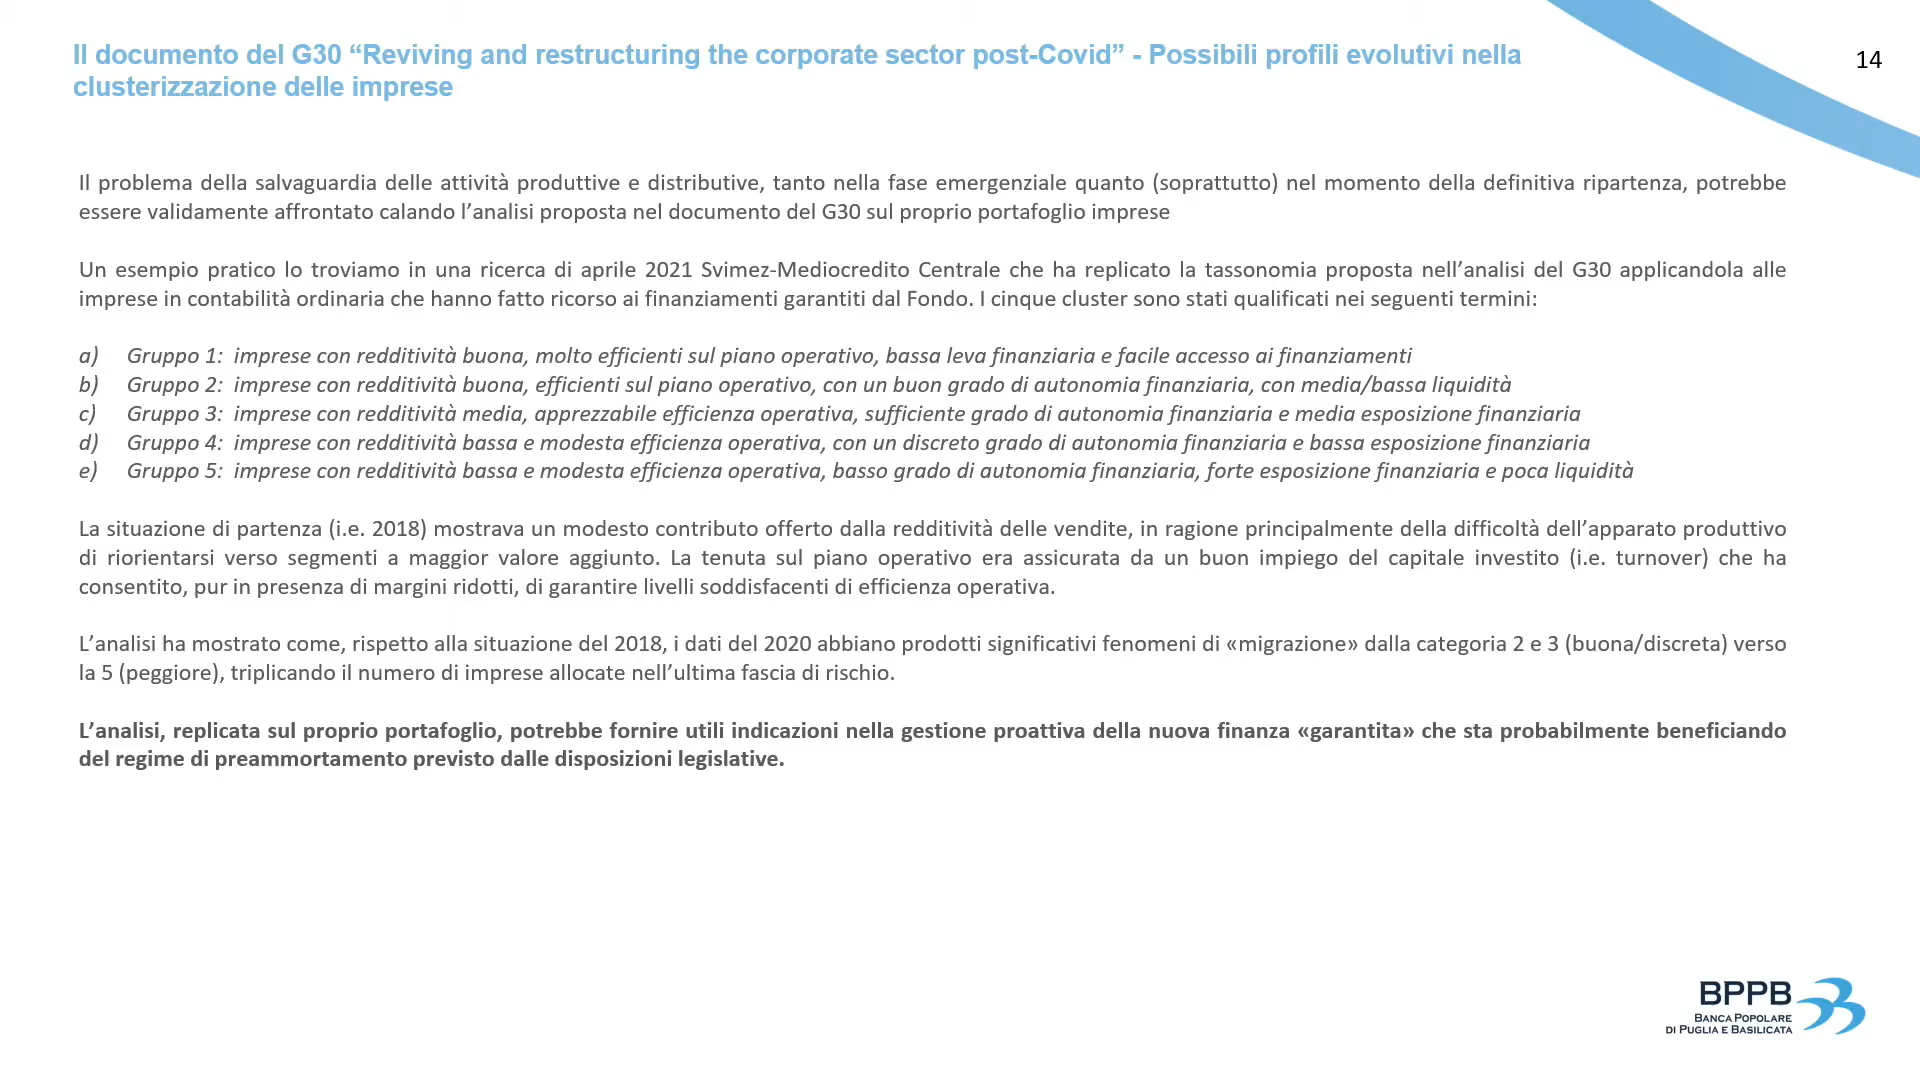 Il documento del G30 “Reviving and restructuring the corporate sector post-Covid” - Possibili profili evolutivi nella
clusterizzazione delle imprese
14
Il problema della salvaguardia delle attività produttive e distributive, tanto nella fase emergenziale quanto (soprattutto) nel momento della definitiva ripartenza, potrebbe
essere validamente affrontato calando l’analisi proposta nel documento del G30 sul proprio portafoglio imprese
Un esempio pratico lo troviamo in una ricerca di aprile 2021 Svimez-Mediocredito Centrale che ha replicato la tassonomia proposta nell’analisi del G30 applicandola alle
imprese in contabilità ordinaria che hanno fatto ricorso ai finanziamenti garantiti dal Fondo. I cinque cluster sono stati qualificati nei seguenti termini:
a) Gruppo 1: imprese con redditività buona, molto efficienti sul piano operativo, bassa leva finanziaria e facile accesso ai finanziamenti
b) Gruppo 2: imprese con redditività buona, efficienti sul piano operativo, con un buon grado di autonomia finanziaria, con media/bassa liquidità
c) Gruppo 3: imprese con redditività media, apprezzabile efficienza operativa, sufficiente grado di autonomia finanziaria e media esposizione finanziaria
d) Gruppo 4: imprese con redditività bassa e modesta efficienza operativa, con un discreto grado di autonomia finanziaria e bassa esposizione finanziaria
e) Gruppo 5: imprese con redditività bassa e modesta efficienza operativa, basso grado di autonomia finanziaria, forte esposizione finanziaria e poca liquidità
La situazione di partenza (i.e. 2018) mostrava un modesto contributo offerto dalla redditività delle vendite, in ragione principalmente della difficoltà dell’apparato produttivo
di riorientarsi verso segmenti a maggior valore aggiunto. La tenuta sul piano operativo era assicurata da un buon impiego del capitale investito (i.e. turnover) che ha
consentito, pur in presenza di margini ridotti, di garantire livelli soddisfacenti di efficienza operativa.
L’analisi ha mostrato come, rispetto alla situazione del 2018, i dati del 2020 abbiano prodotti significativi fenomeni di «migrazione» dalla categoria 2 e 3 (buona/discreta) verso
la 5 (peggiore), triplicando il numero di imprese allocate nell’ultima fascia di rischio.
L’analisi, replicata sul proprio portafoglio, potrebbe fornire utili indicazioni nella gestione proattiva della nuova finanza «garantita» che sta probabilmente beneficiando
del regime di preammortamento previsto dalle disposizioni legislative.
BPPB
BANCA POPOLARE
DI PUGLIA E BASILICATA